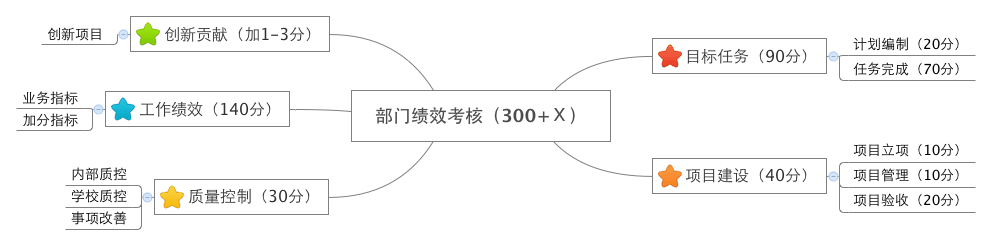 部门绩效考核（300+X）
目标任务（90分）
计划编制（20分）
任务完成（70分）
项目建设（40分）
项目立项（10分）
项目管理（10分）
项目验收（20分）
创新贡献（加1-3分）
创新项目
工作绩效（140分）
业务指标
加分指标
质量控制（30分）
内部质控
学校质控
事项改善